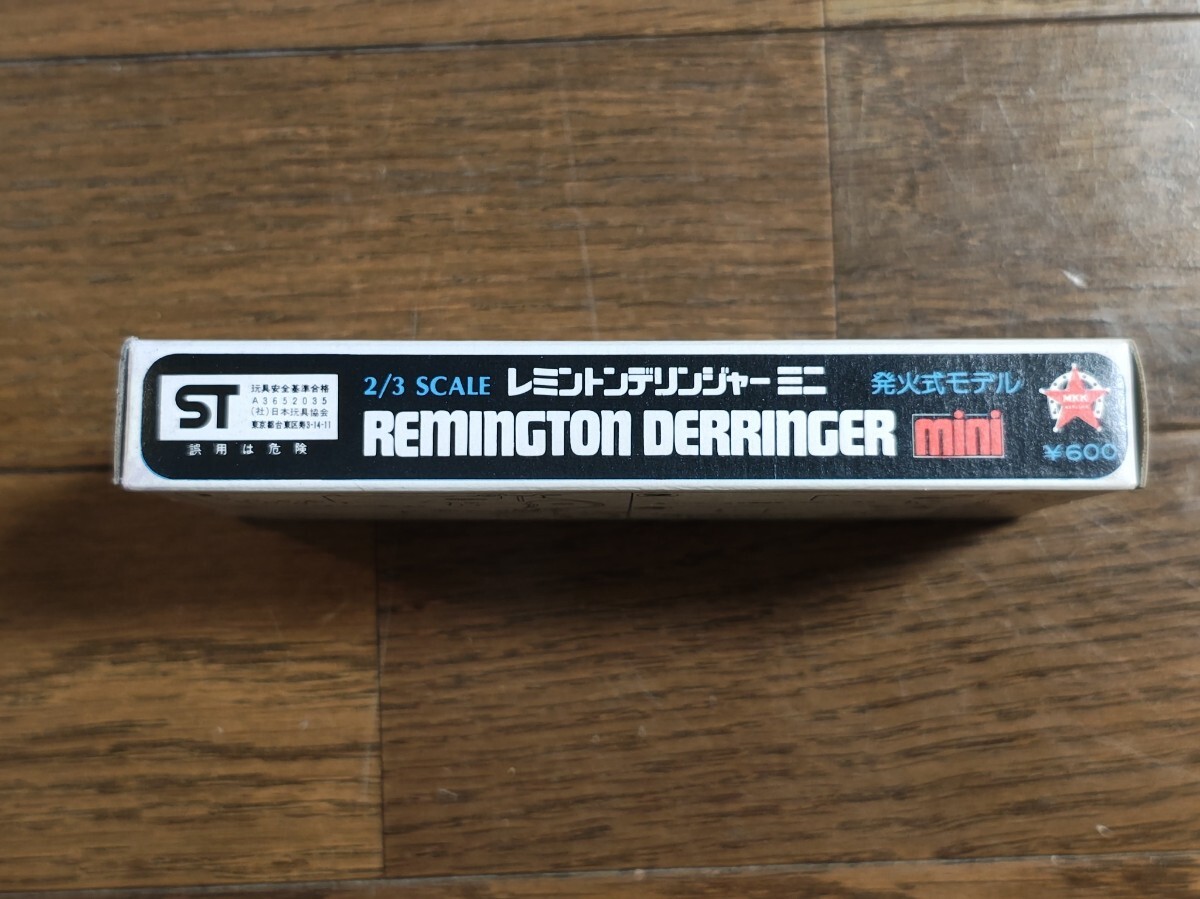 ST
玩具安全基準合格
A3652035
(社)日本玩具協会
東京都台東区寿3-14-11
誤用は危険
2/3 SCALE レミントンデリンジャー ミニ
REMINGTON DERRINGER mini
発火式モデル
MKK
¥600